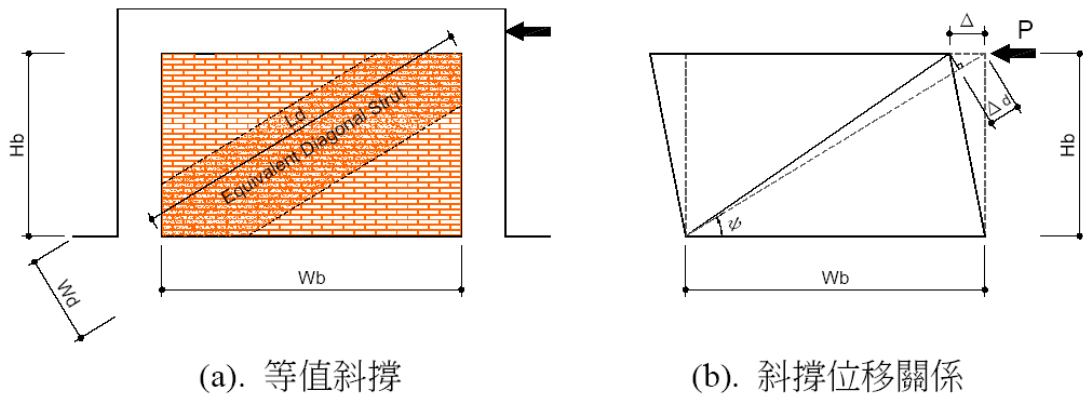 Hb
Ld
Equivalent Diagonal Strut
Wd
Wb
(a). 等值斜撐
Δ
P
Δd
Hb
ψ
Wb
(b). 斜撐位移關係